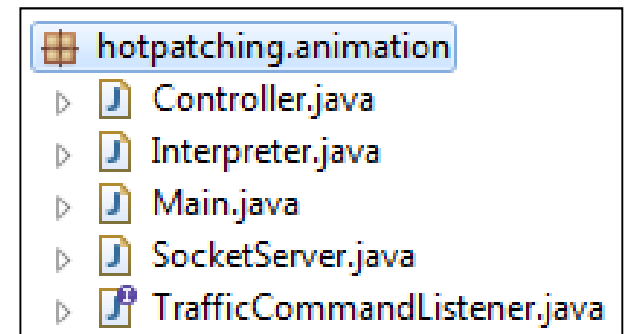 hotpatching.animation
Controller.java
Interpreter.java
Main.java
SocketServer.java
TrafficCommandListener.java